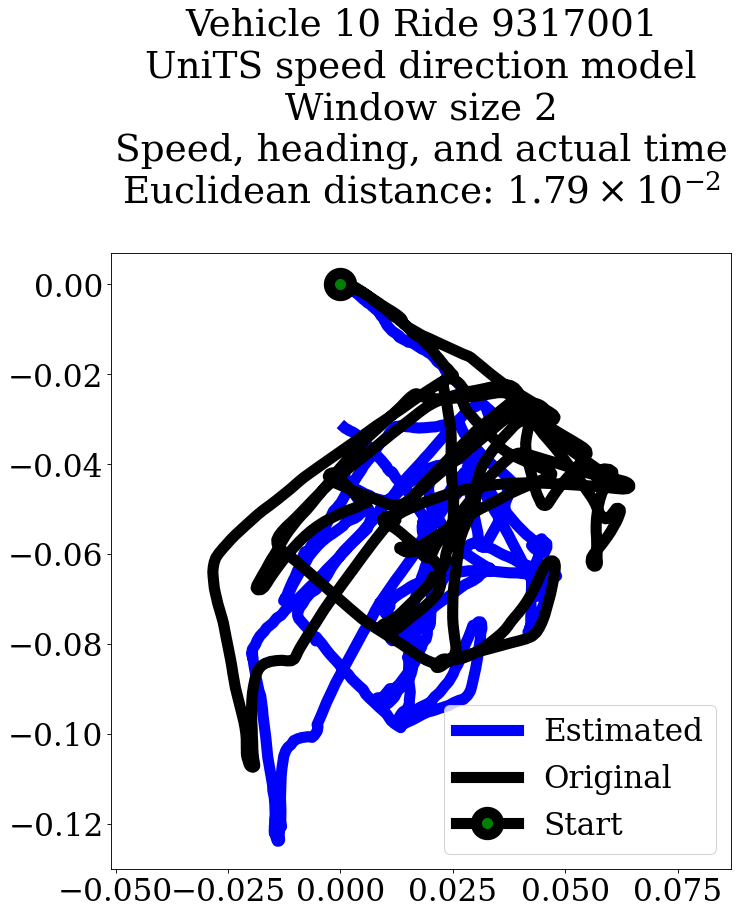 Vehicle 10 Ride 9317001
UniTS speed direction model
Window size 2
Speed, heading, and actual time
Euclidean distance: 1.79 × 10⁻²
0.00
−0.02
−0.04
−0.06
−0.08
−0.10
−0.12
Estimated
Original
Start
−0.050 −0.025 0.000 0.025 0.050 0.075